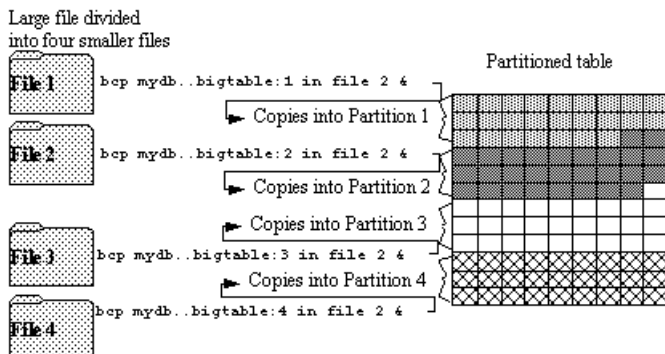 Large file divided
into four smaller files
Partitioned table
File 1
bcp mydb..bigtable:1 in file 2 &
Copies into Partition 1
File 2
bcp mydb..bigtable:2 in file 2 &
Copies into Partition 2
Copies into Partition 3
File 3
bcp mydb..bigtable:3 in file 2 &
Copies into Partition 4
File 4
bcp mydb..bigtable:4 in file 2 &